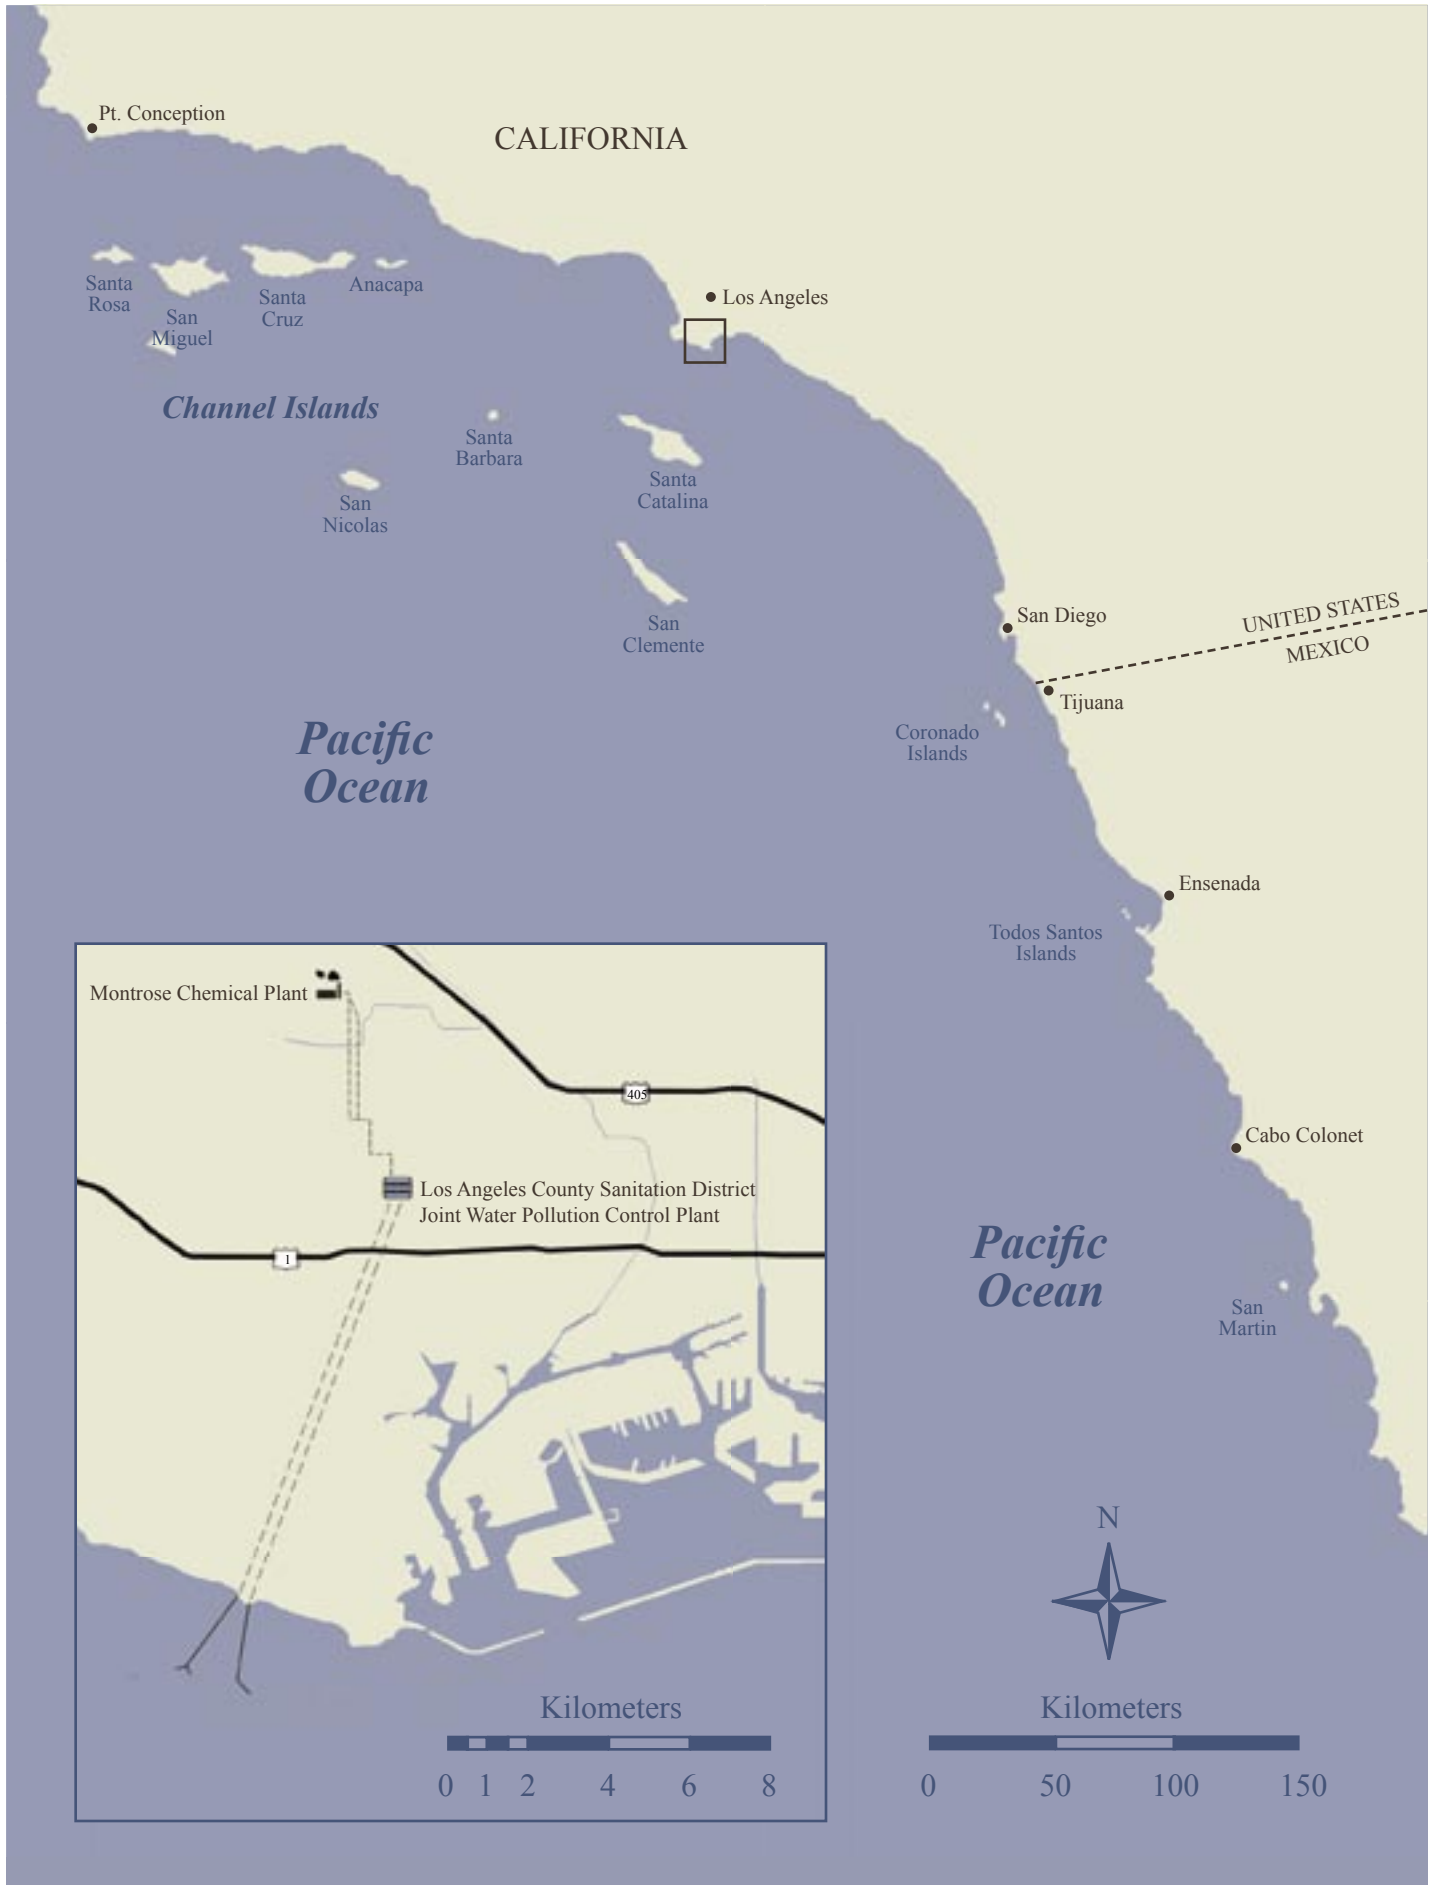 Pt. Conception
CALIFORNIA
Santa
Rosa
San
Miguel
Santa
Cruz
Anacapa
Los Angeles
Channel Islands
Santa
Barbara
Santa
Catalina
San
Nicolas
San
Clemente
San Diego
UNITED STATES
MEXICO
Tijuana
Coronado
Islands
Pacific
Ocean
Ensenada
Todos Santos
Islands
Cabo Colonet
Pacific
Ocean
San
Martin
Montrose Chemical Plant
405
Los Angeles County Sanitation District
Joint Water Pollution Control Plant
1
Kilometers
0 1 2 4 6 8
N
Kilometers
0 50 100 150